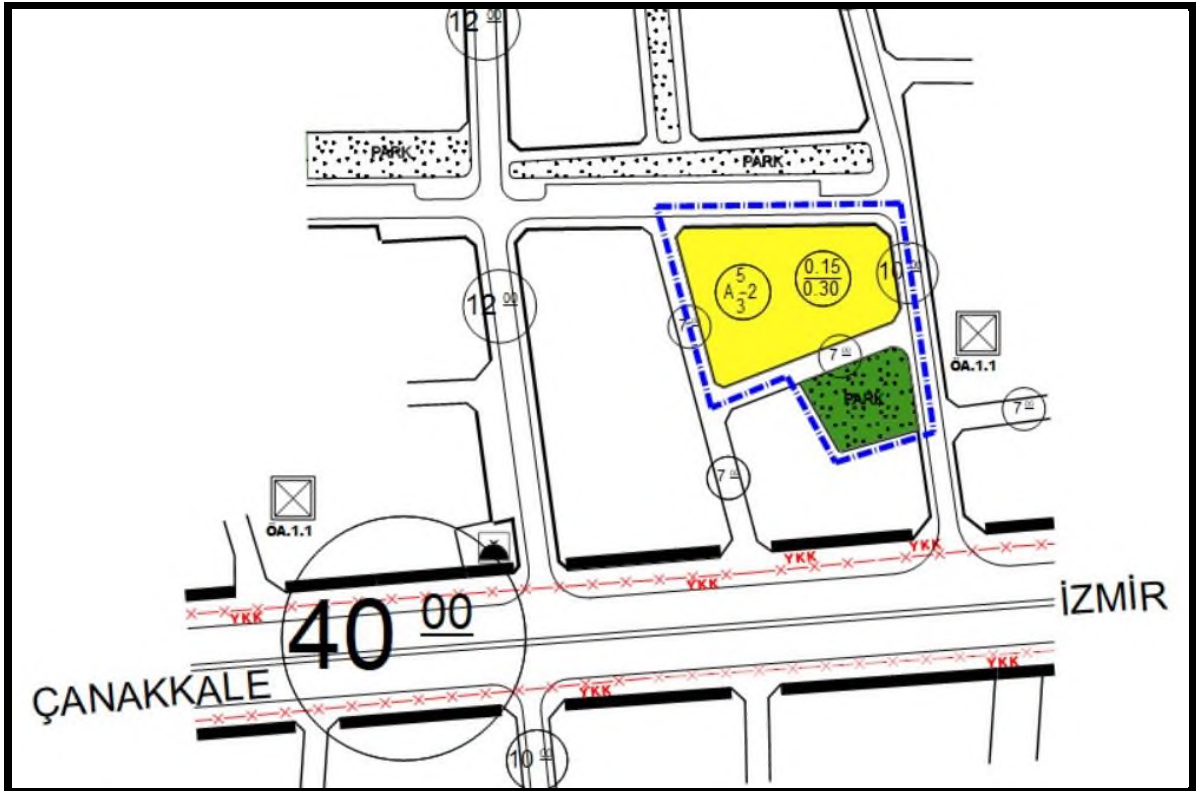 12 00
PARK
PARK
5
A-2
3
0.15
0.30
10 00
12 00
7 00
7 00
ÖA.1.1
PARK
7 00
7 00
ÖA.1.1
YKK
YKK
YKK
YKK
40 00
İZMİR
ÇANAKKALE
YKK
YKK
10 00